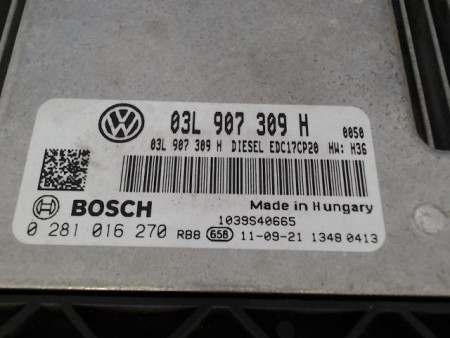 03L 907 309 H 0050
03L 907 309 H DIESEL EDC17CP20 HW: H36
BOSCH Made in Hungary
1039S40665
0 281 016 270 RB8 658 11-09-21 1348 0413